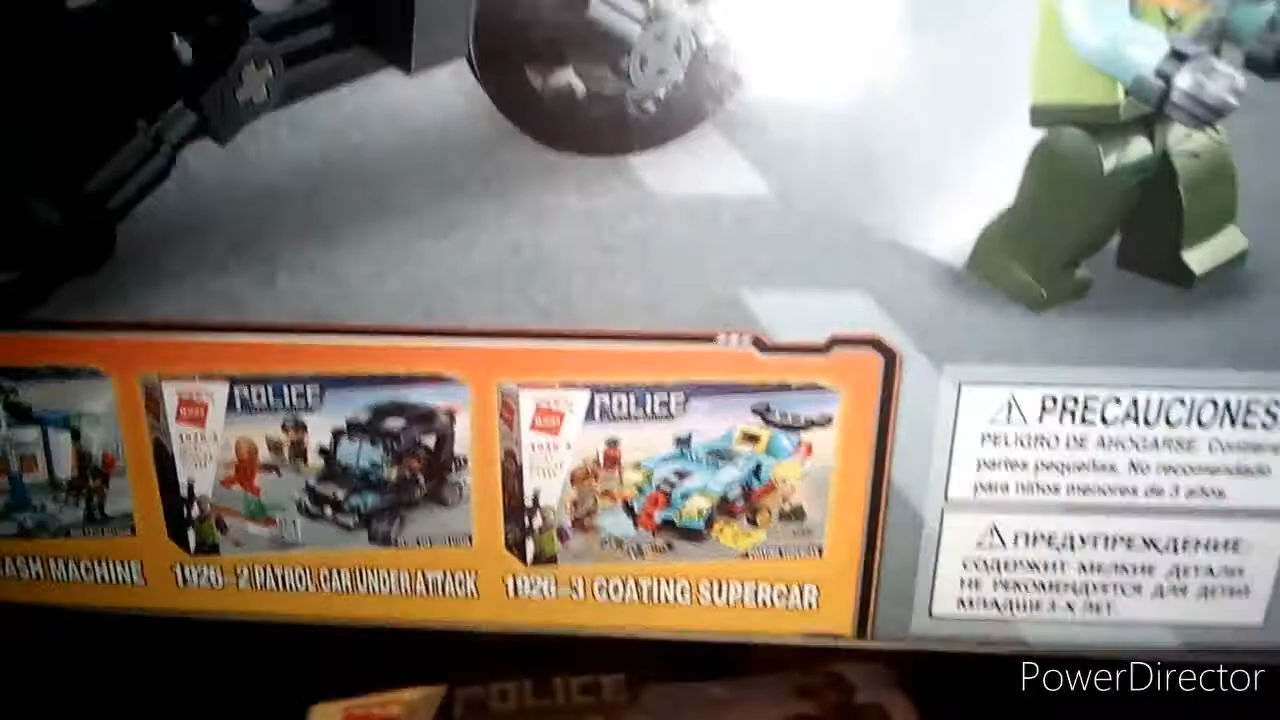 POLICE
POLICE
ASH MACHINE
1926-2 PATROL CAR UNDER ATTACK
1926-3 COATING SUPERCAR
⚠ PRECAUCIONES
PELIGRO DE AHOGARSE.
partes pequeñas. No recomendado
para niños menores de 3 años.
⚠ ПРЕДУПРЕЖДЕНИЕ
СОДЕРЖИТ МЕЛКИЕ ДЕТАЛИ.
НЕ РЕКОМЕНДУЕТСЯ ДЛЯ ДЕТЕЙ
МЛАДШЕ 3-Х ЛЕТ.
POLICE
PowerDirector